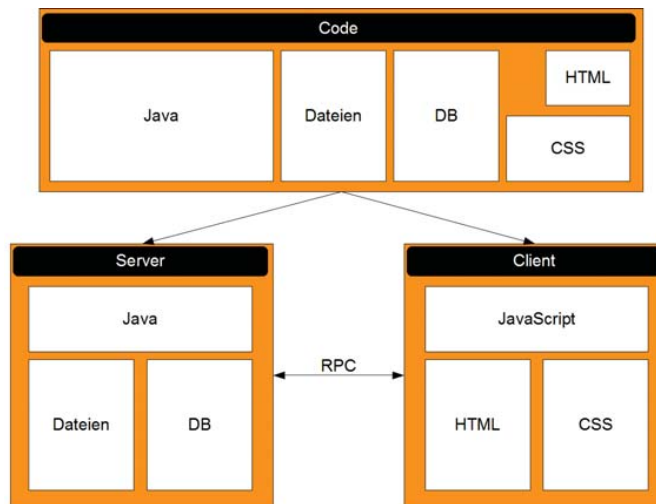 Code
Java
Dateien
DB
HTML
CSS
Server
Client
Java
JavaScript
RPC
Dateien
DB
HTML
CSS